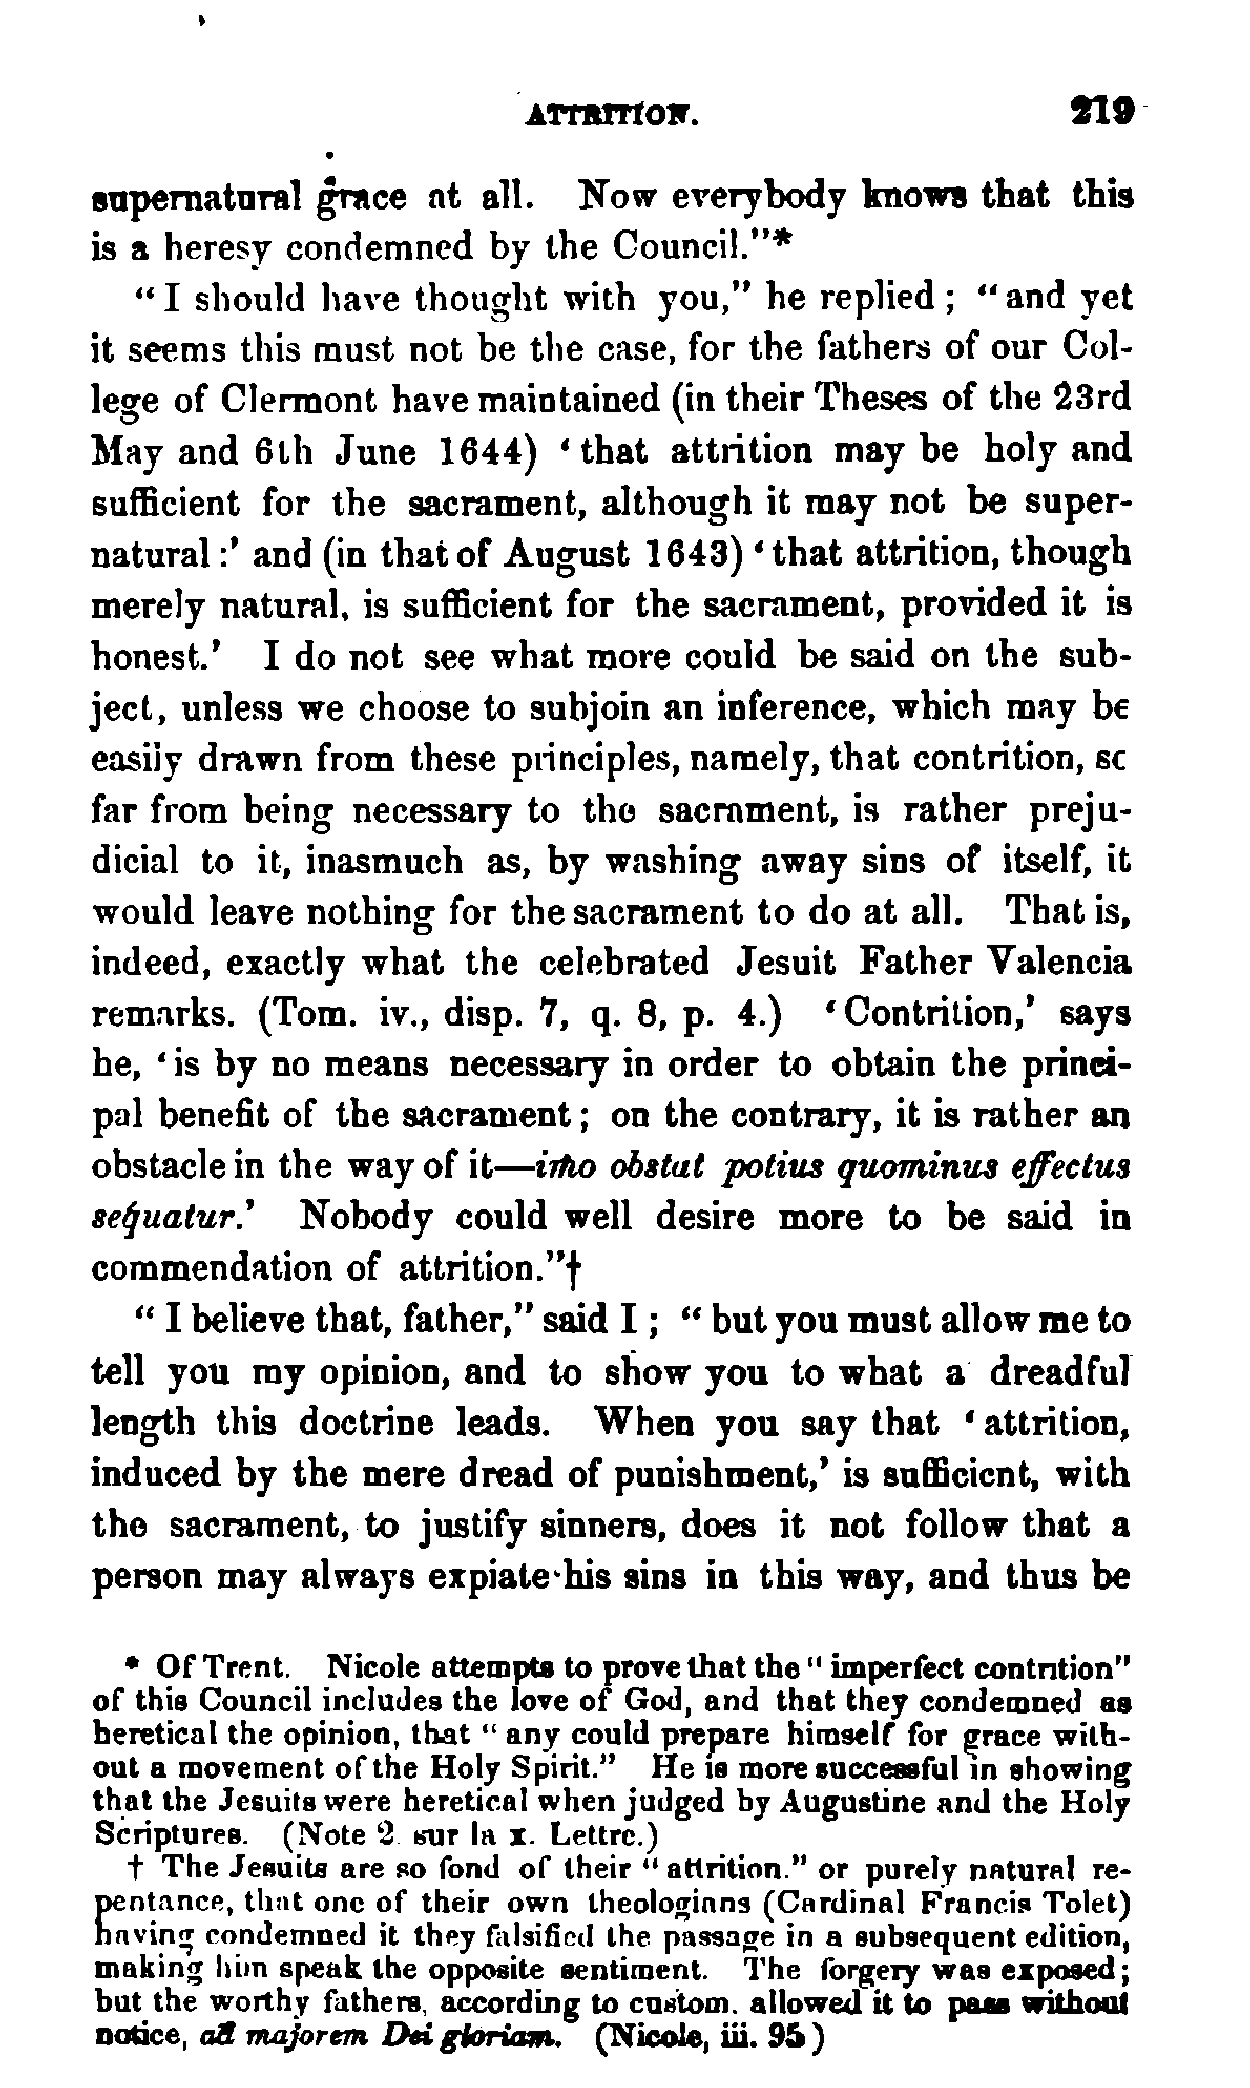 ATTRITION. 219
supernatural grace at all. Now everybody knows that this
is a heresy condemned by the Council."*
"I should have thought with you," he replied; "and yet
it seems this must not be the case, for the fathers of our Col-
lege of Clermont have maintained (in their Theses of the 23rd
May and 6th June 1644) 'that attrition may be holy and
sufficient for the sacrament, although it may not be super-
natural:' and (in that of August 1643) 'that attrition, though
merely natural, is sufficient for the sacrament, provided it is
honest.' I do not see what more could be said on the sub-
ject, unless we choose to subjoin an inference, which may be
easily drawn from these principles, namely, that contrition, so
far from being necessary to the sacrament, is rather preju-
dicial to it, inasmuch as, by washing away sins of itself, it
would leave nothing for the sacrament to do at all. That is,
indeed, exactly what the celebrated Jesuit Father Valencia
remarks. (Tom. iv., disp. 7, q. 8, p. 4.) 'Contrition,' says
he, 'is by no means necessary in order to obtain the princi-
pal benefit of the sacrament; on the contrary, it is rather an
obstacle in the way of it—imo obstat potius quominus effectus
sequatur.' Nobody could well desire more to be said in
commendation of attrition."†
"I believe that, father," said I; "but you must allow me to
tell you my opinion, and to show you to what a dreadful
length this doctrine leads. When you say that 'attrition,
induced by the mere dread of punishment,' is sufficient, with
the sacrament, to justify sinners, does it not follow that a
person may always expiate his sins in this way, and thus be
* Of Trent. Nicole attempts to prove that the "imperfect contrition"
of this Council includes the love of God, and that they condemned as
heretical the opinion, that "any could prepare himself for grace with-
out a movement of the Holy Spirit." He is more successful in showing
that the Jesuits were heretical when judged by Augustine and the Holy
Scriptures. (Note 2 sur la x. Lettre.)
† The Jesuits are so fond of their "attrition." or purely natural re-
pentance, that one of their own theologians (Cardinal Francis Tolet)
having condemned it they falsified the passage in a subsequent edition,
making him speak the opposite sentiment. The forgery was exposed;
but the worthy fathers, according to custom. allowed it to pass without
notice, ad majorem Dei gloriam. (Nicole, iii. 95)